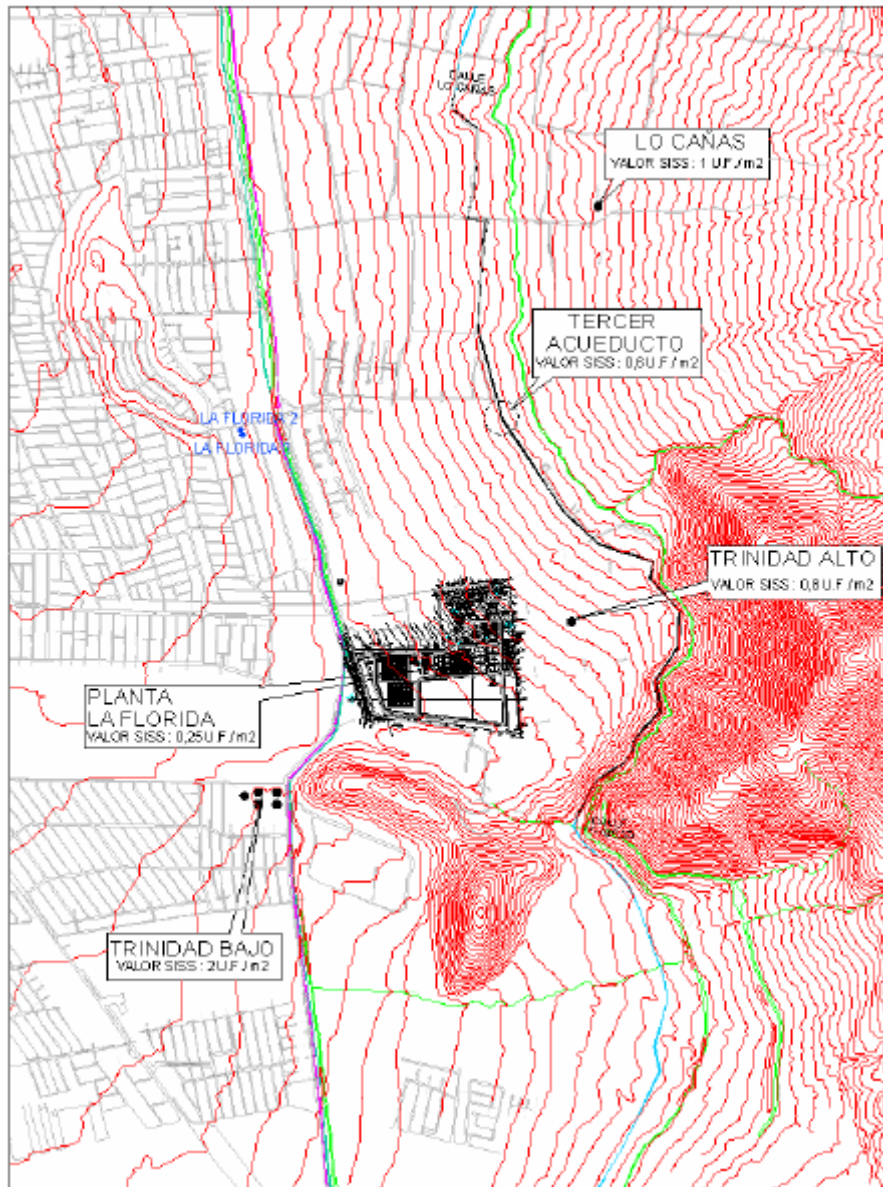 CALLE
LO CAÑAS
LO CAÑAS
VALOR SISS : 1 U.F./m2
TERCER
ACUEDUCTO
VALOR SISS : 0,6 U.F./m2
LA FLORIDA 2
LA FLORIDA
TRINIDAD ALTO
VALOR SISS : 0,6 U.F./m2
PLANTA
LA FLORIDA
VALOR SISS : 0,25 U.F./m2
TRINIDAD BAJO
VALOR SISS : 2 U.F./m2